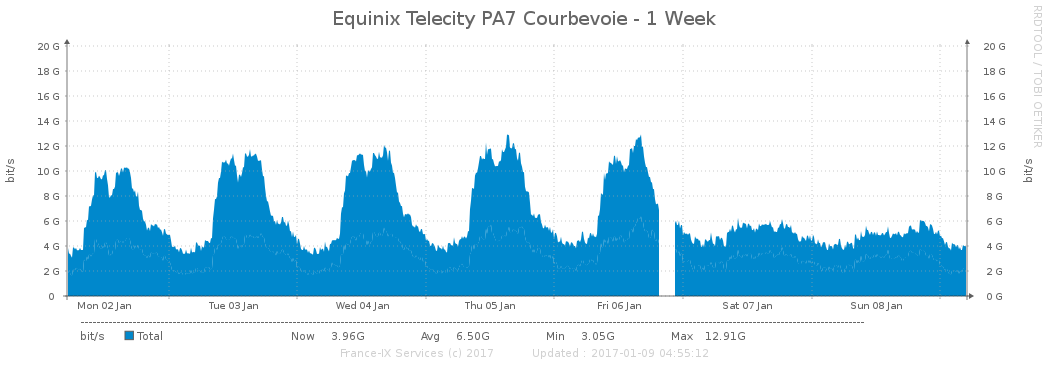 Equinix Telecity PA7 Courbevoie - 1 Week
RRDTOOL / TOBI OETIKER
bit/s
20 G
18 G
16 G
14 G
12 G
10 G
8 G
6 G
4 G
2 G
0
20 G
18 G
16 G
14 G
12 G
10 G
8 G
6 G
4 G
2 G
0 G
bit/s
Mon 02 Jan Tue 03 Jan Wed 04 Jan Thu 05 Jan Fri 06 Jan Sat 07 Jan Sun 08 Jan
bit/s Total Now 3.96G Avg 6.50G Min 3.05G Max 12.91G
France-IX Services (c) 2017 Updated : 2017-01-09 04:55:12